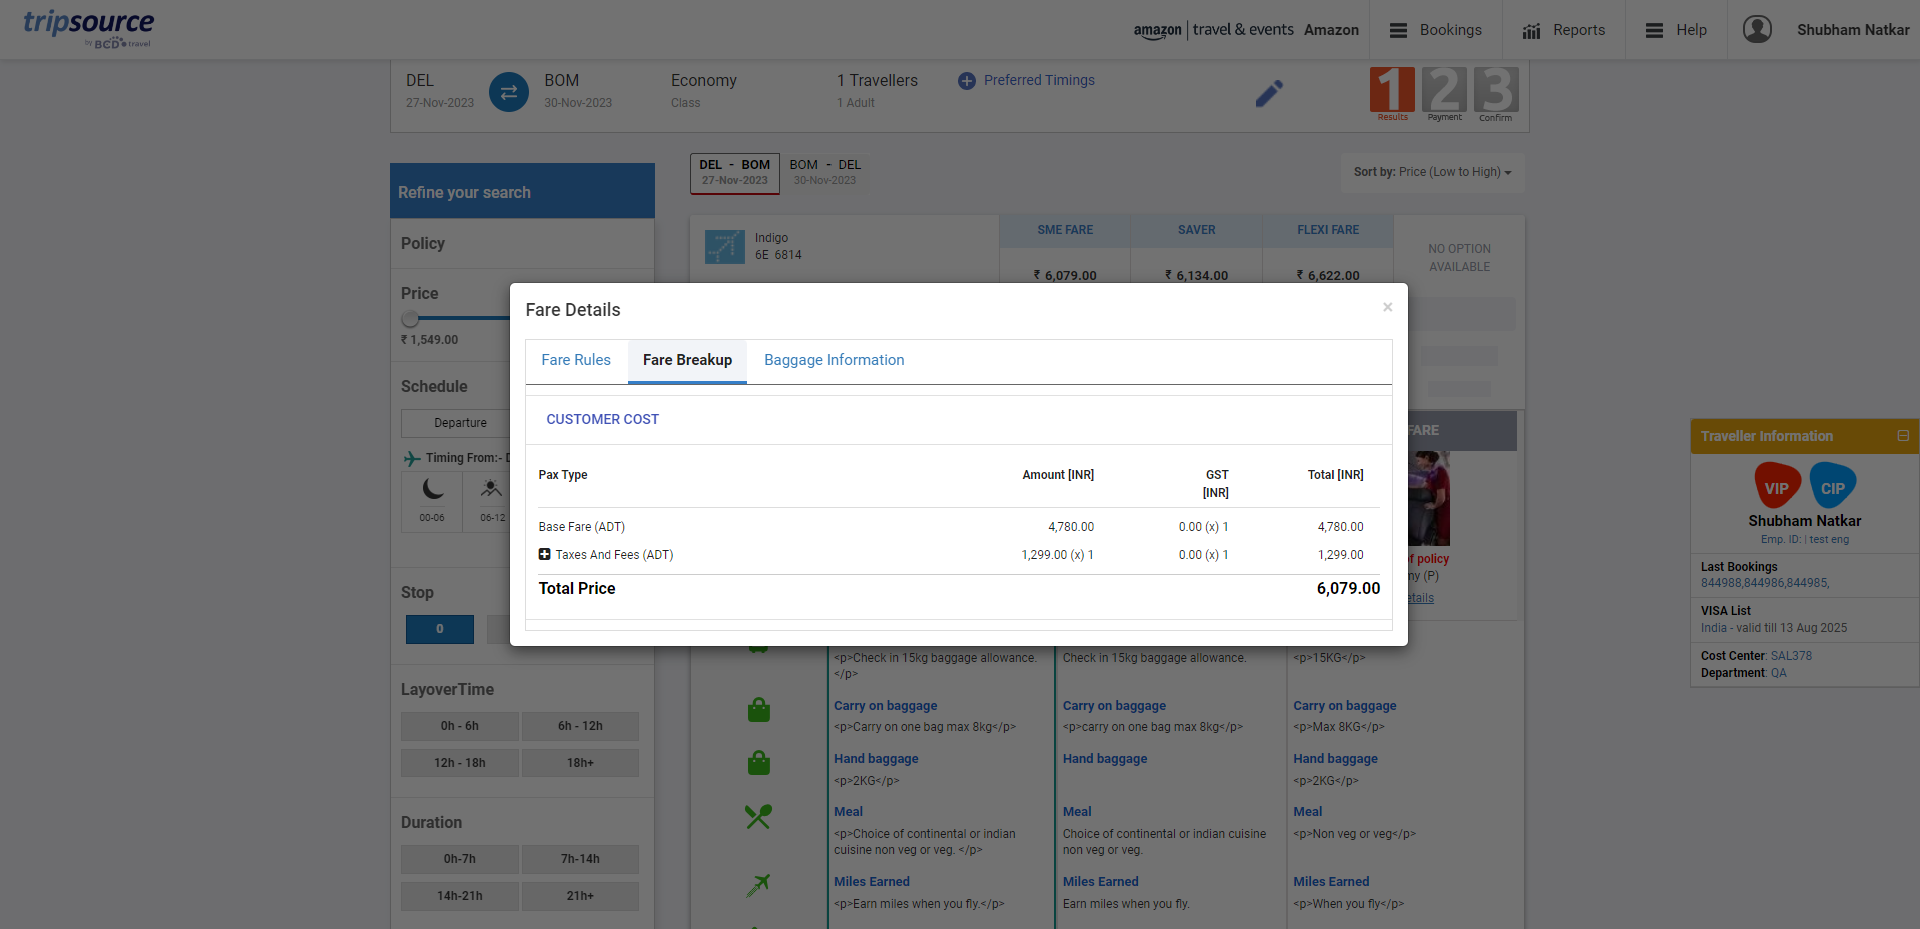 tripsource
by BCD travel
amazon travel & events Amazon
Bookings
Reports
Help
Shubham Natkar
DEL
27-Nov-2023
BOM
30-Nov-2023
Economy
Class
1 Travellers
1 Adult
Preferred Timings
1 2 3
Results Payment Confirm
Refine your search
Policy
Price
₹ 1,549.00
Schedule
Departure
Timing From:-
00-06 06-12
Stop
0
LayoverTime
0h - 6h 6h - 12h
12h - 18h 18h+
Duration
0h-7h 7h-14h
14h-21h 21h+
DEL - BOM
27-Nov-2023
BOM - DEL
30-Nov-2023
Sort by: Price (Low to High)
Indigo
6E 6814
SME FARE SAVER FLEXI FARE
₹ 6,079.00 ₹ 6,134.00 ₹ 6,622.00
NO OPTION
AVAILABLE
Fare Details ×
Fare Rules Fare Breakup Baggage Information
CUSTOMER COST
Pax Type Amount [INR] GST [INR] Total [INR]
Base Fare (ADT) 4,780.00 0.00 (x) 1 4,780.00
Taxes And Fees (ADT) 1,299.00 (x) 1 0.00 (x) 1 1,299.00
Total Price 6,079.00
FARE
policy
(P)
<p>Check in 15kg baggage allowance.
</p>
Check in 15kg baggage allowance.
<p>15KG</p>
Carry on baggage Carry on baggage Carry on baggage
<p>Carry on one bag max 8kg</p> <p>carry on one bag max 8kg</p> <p>Max 8KG</p>
Hand baggage Hand baggage Hand baggage
<p>2KG</p> <p>2KG</p>
Meal Meal Meal
<p>Choice of continental or indian
cuisine non veg or veg. </p>
Choice of continental or indian cuisine
non veg or veg.
<p>Non veg or veg</p>
Miles Earned Miles Earned Miles Earned
<p>Earn miles when you fly.</p> Earn miles when you fly. <p>When you fly</p>
Traveller Information
VIP CIP
Shubham Natkar
Emp. ID: | test eng
Last Bookings
844988,844986,844985,
VISA List
India - valid till 13 Aug 2025
Cost Center: SAL378
Department: QA